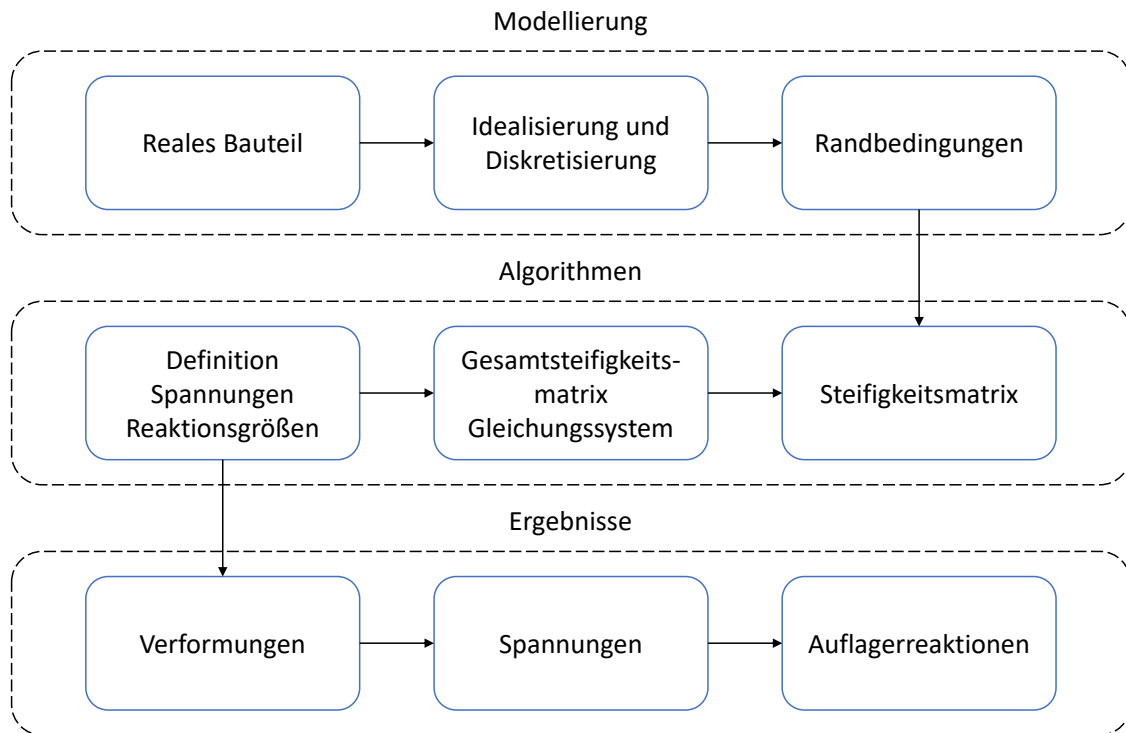 Modellierung
Reales Bauteil
Idealisierung und
Diskretisierung
Randbedingungen
Algorithmen
Definition
Spannungen
Reaktionsgrößen
Gesamtsteifigkeits-
matrix
Gleichungssystem
Steifigkeitsmatrix
Ergebnisse
Verformungen
Spannungen
Auflagerreaktionen